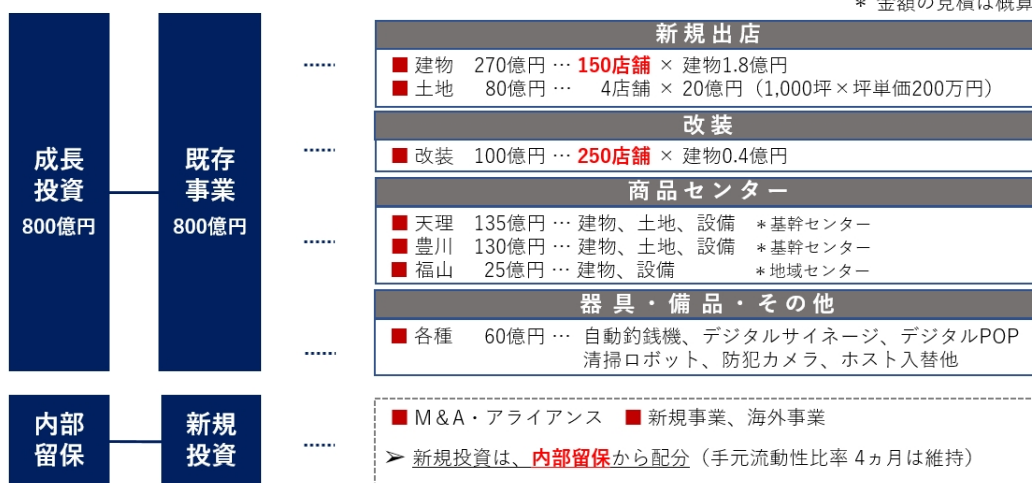 * 金額の見積は概算
成長
投資
800億円
既存
事業
800億円
新規出店
■ 建物 270億円 … 150店舗 × 建物1.8億円
■ 土地 80億円 … 4店舗 × 20億円（1,000坪×坪単価200万円）
改装
■ 改装 100億円 … 250店舗 × 建物0.4億円
商品センター
■ 天理 135億円 … 建物、土地、設備 ＊基幹センター
■ 豊川 130億円 … 建物、土地、設備 ＊基幹センター
■ 福山 25億円 … 建物、設備 ＊地域センター
器具・備品・その他
■ 各種 60億円 … 自動釣銭機、デジタルサイネージ、デジタルPOP
清掃ロボット、防犯カメラ、ホスト入替他
内部
留保
新規
投資
■ M＆A・アライアンス ■ 新規事業、海外事業
➢ 新規投資は、内部留保から配分（手元流動性比率 4ヵ月は維持）